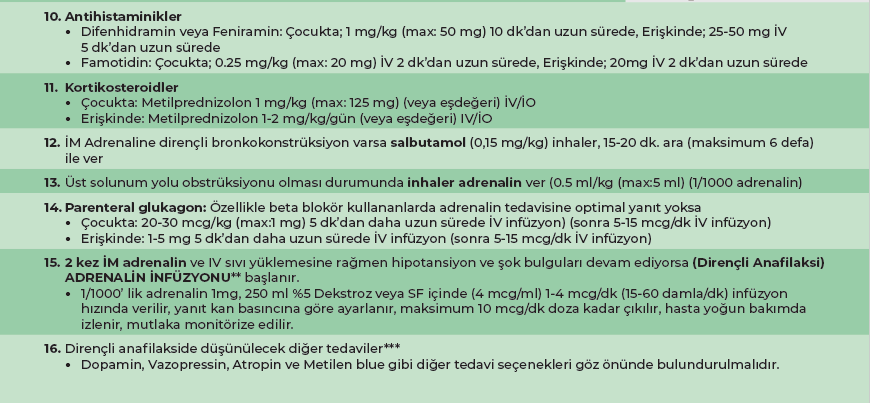 10. Antihistaminikler
• Difenhidramin veya Feniramin: Çocukta; 1 mg/kg (max: 50 mg) 10 dk’dan uzun sürede, Erişkinde; 25-50 mg İV
5 dk’dan uzun sürede
• Famotidin: Çocukta; 0.25 mg/kg (max: 20 mg) İV 2 dk’dan uzun sürede, Erişkinde; 20mg İV 2 dk’dan uzun sürede
11. Kortikosteroidler
• Çocukta: Metilprednizolon 1 mg/kg (max: 125 mg) (veya eşdeğeri) İV/İO
• Erişkinde: Metilprednizolon 1-2 mg/kg/gün (veya eşdeğeri) IV/İO
12. İM Adrenaline dirençli bronkokonstrüksiyon varsa salbutamol (0,15 mg/kg) inhaler, 15-20 dk. ara (maksimum 6 defa)
ile ver
13. Üst solunum yolu obstrüksiyonu olması durumunda inhaler adrenalin ver (0.5 ml/kg (max:5 ml) (1/1000 adrenalin)
14. Parenteral glukagon: Özellikle beta blokör kullananlarda adrenalin tedavisine optimal yanıt yoksa
• Çocukta: 20-30 mcg/kg (max:1 mg) 5 dk’dan daha uzun sürede İV infüzyon) (sonra 5-15 mcg/dk İV infüzyon)
• Erişkinde: 1-5 mg 5 dk’dan daha uzun sürede İV infüzyon (sonra 5-15 mcg/dk İV infüzyon)
15. 2 kez İM adrenalin ve IV sıvı yüklemesine rağmen hipotansiyon ve şok bulguları devam ediyorsa (Dirençli Anafilaksi)
ADRENALİN İNFÜZYONU** başlanır.
• 1/1000’ lik adrenalin 1mg, 250 ml %5 Dekstroz veya SF içinde (4 mcg/ml) 1-4 mcg/dk (15-60 damla/dk) infüzyon
hızında verilir, yanıt kan basıncına göre ayarlanır, maksimum 10 mcg/dk doza kadar çıkılır, hasta yoğun bakımda
izlenir, mutlaka monitörize edilir.
16. Dirençli anafilakside düşünülecek diğer tedaviler***
• Dopamin, Vazopressin, Atropin ve Metilen blue gibi diğer tedavi seçenekleri göz önünde bulundurulmalıdır.